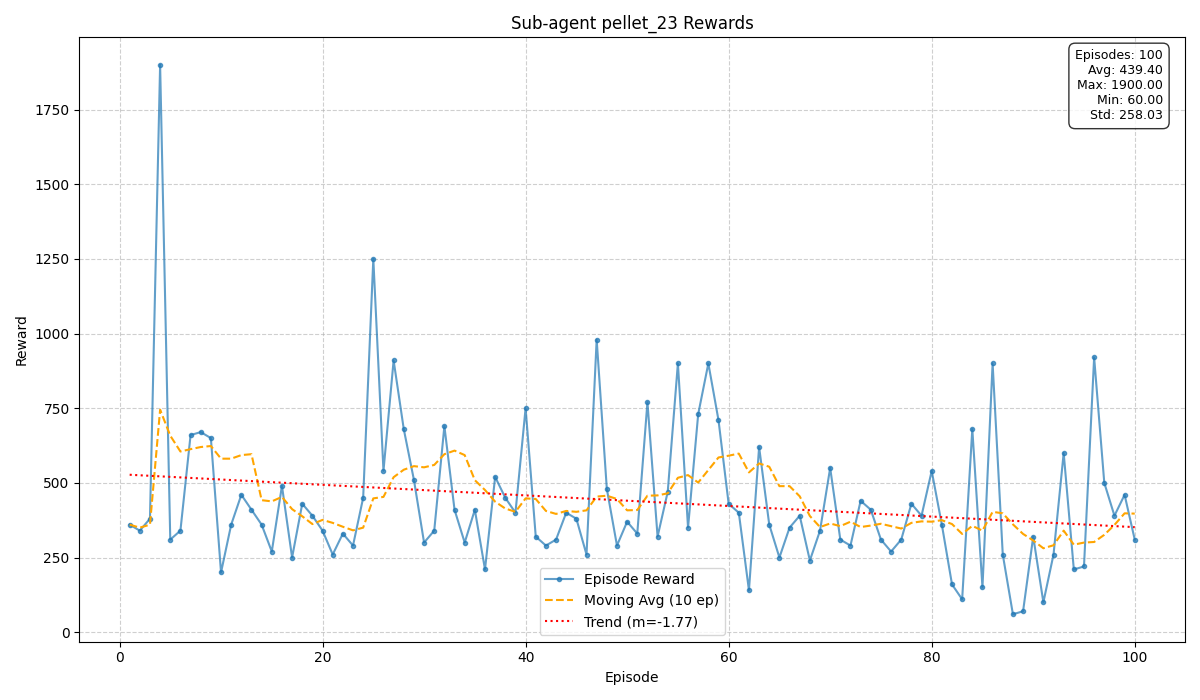 Sub-agent pellet_23 Rewards
Episodes: 100
Avg: 439.40
Max: 1900.00
Min: 60.00
Std: 258.03
Reward
1750
1500
1250
1000
750
500
250
0
Episode Reward
Moving Avg (10 ep)
Trend (m=-1.77)
0 20 40 60 80 100
Episode